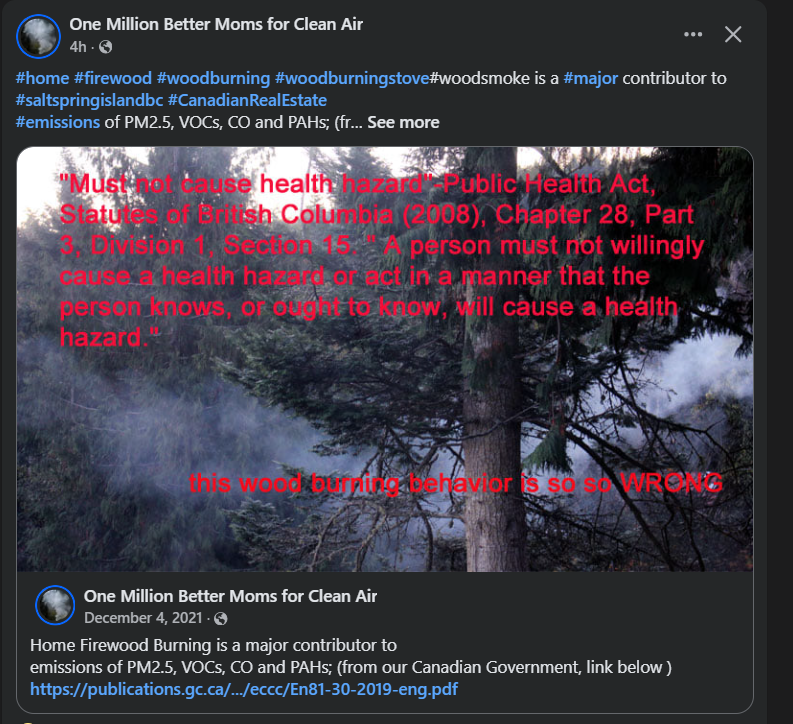 One Million Better Moms for Clean Air
4h ·
#home #firewood #woodburning #woodburningstove#woodsmoke is a #major contributor to
#saltspringislandbc #CanadianRealEstate
#emissions of PM2.5, VOCs, CO and PAHs; (fr... See more
"Must not cause health hazard"-Public Health Act,
Statutes of British Columbia (2008), Chapter 28, Part
3, Division 1, Section 15. " A person must not willingly
cause a health hazard or act in a manner that the
person knows, or ought to know, will cause a health
hazard."
this wood burning behavior is so so WRONG
One Million Better Moms for Clean Air
December 4, 2021 ·
Home Firewood Burning is a major contributor to
emissions of PM2.5, VOCs, CO and PAHs; (from our Canadian Government, link below )
https://publications.gc.ca/.../eccc/En81-30-2019-eng.pdf